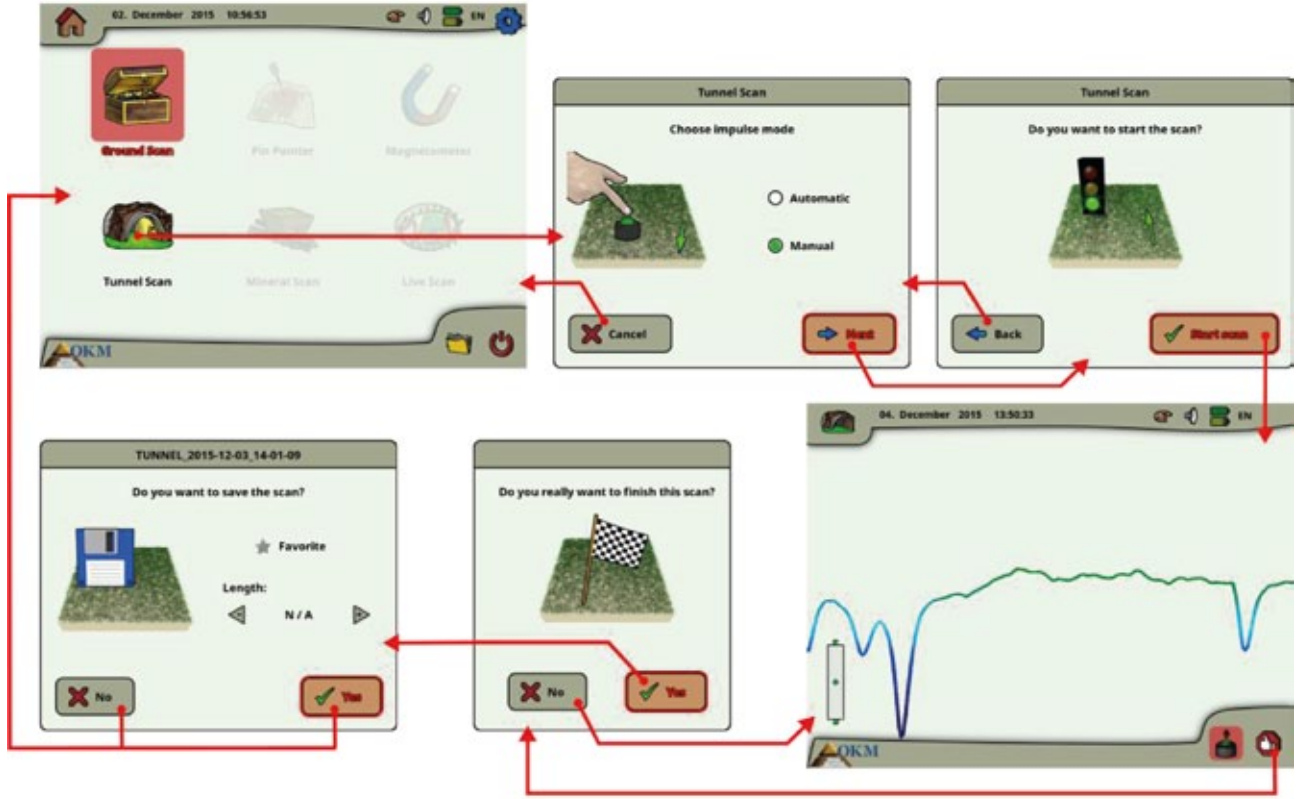 02. December 2015 10:56:53
EN
Ground Scan
Pin Pointer
Magnetometer
Tunnel Scan
Mineral Scan
Live Scan
OKM
Tunnel Scan
Choose impulse mode
Automatic
Manual
Cancel
Next
Tunnel Scan
Do you want to start the scan?
Back
Start scan
TUNNEL_2015-12-03_14-01-09
Do you want to save the scan?
Favorite
Length:
N / A
No
Yes
Do you really want to finish this scan?
No
Yes
04. December 2015 13:50:33
EN
OKM